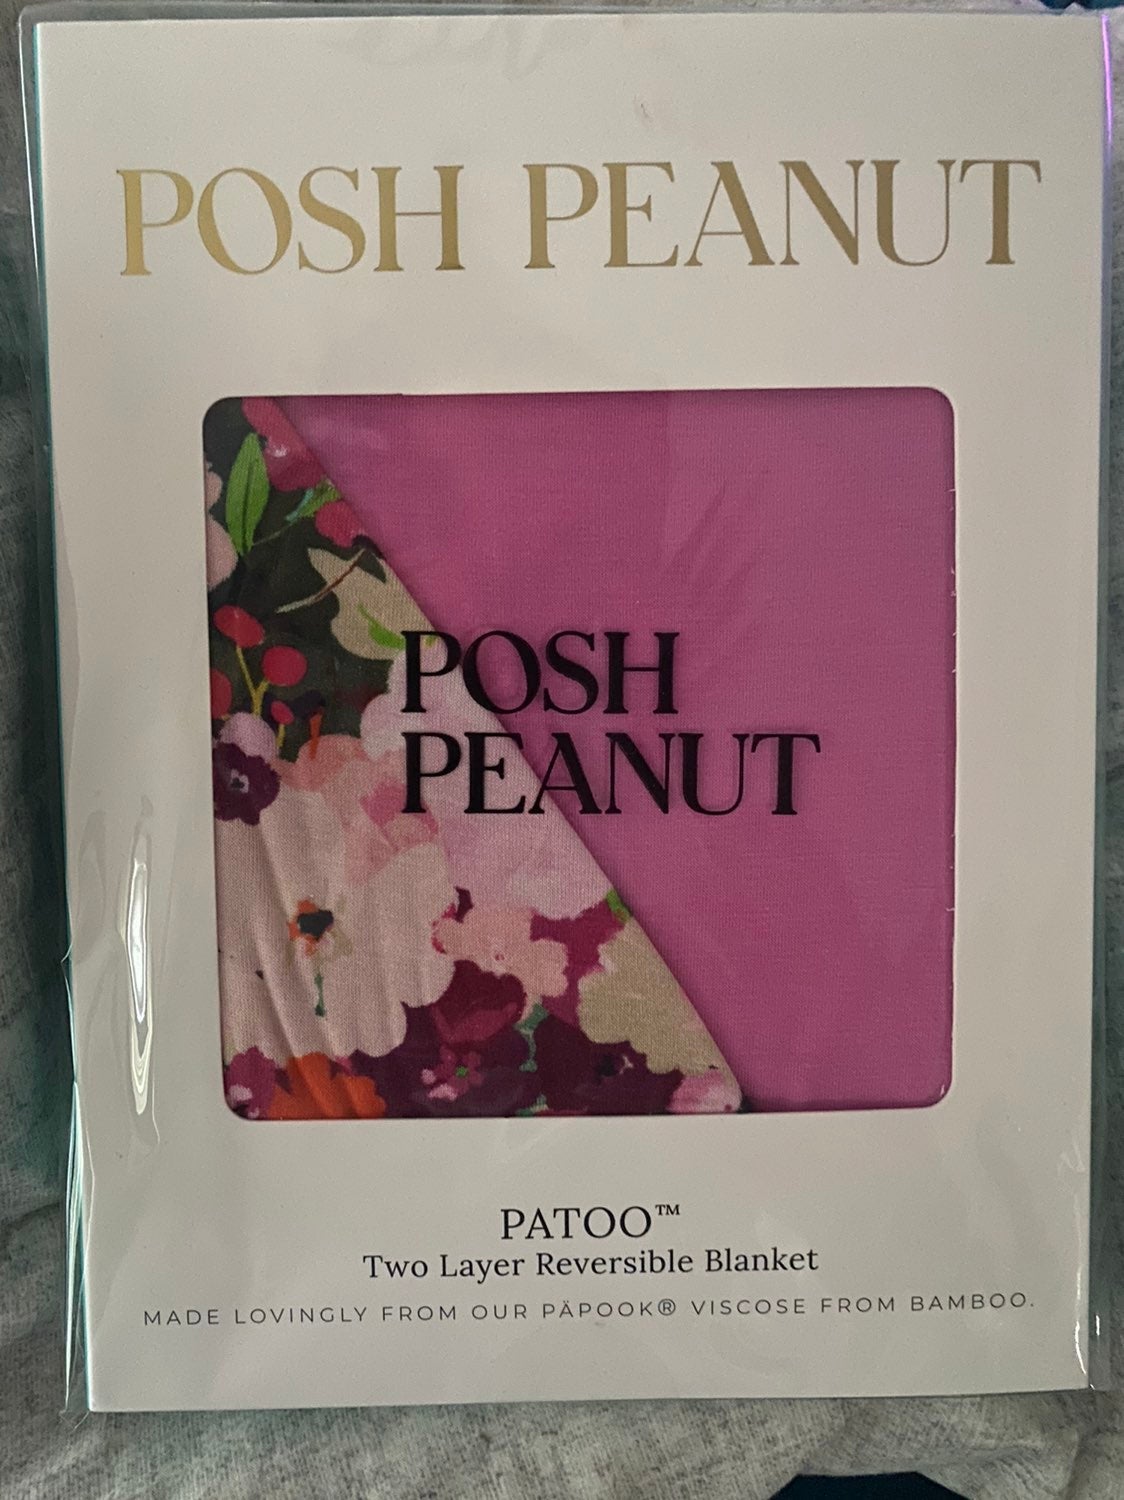 POSH PEANUT
POSH
PEANUT
PATOO™
Two Layer Reversible Blanket
MADE LOVINGLY FROM OUR PÄPOOK® VISCOSE FROM BAMBOO.